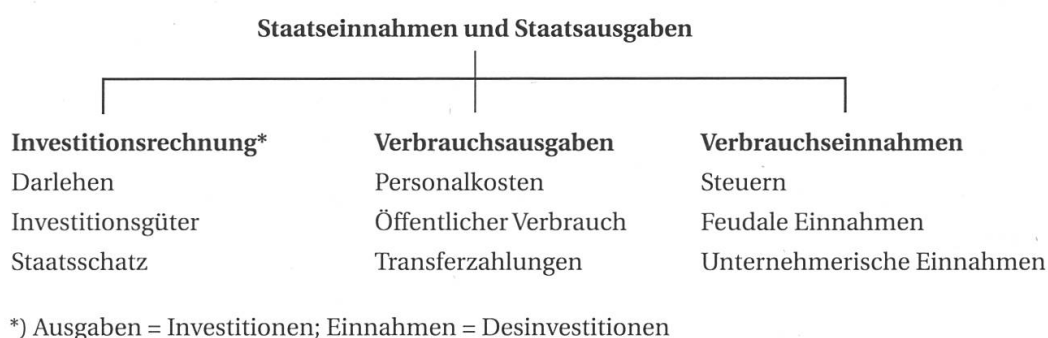 Staatseinnahmen und Staatsausgaben
Investitionsrechnung*
Darlehen
Investitionsgüter
Staatsschatz
Verbrauchsausgaben
Personalkosten
Öffentlicher Verbrauch
Transferzahlungen
Verbrauchseinnahmen
Steuern
Feudale Einnahmen
Unternehmerische Einnahmen
*) Ausgaben = Investitionen; Einnahmen = Desinvestitionen